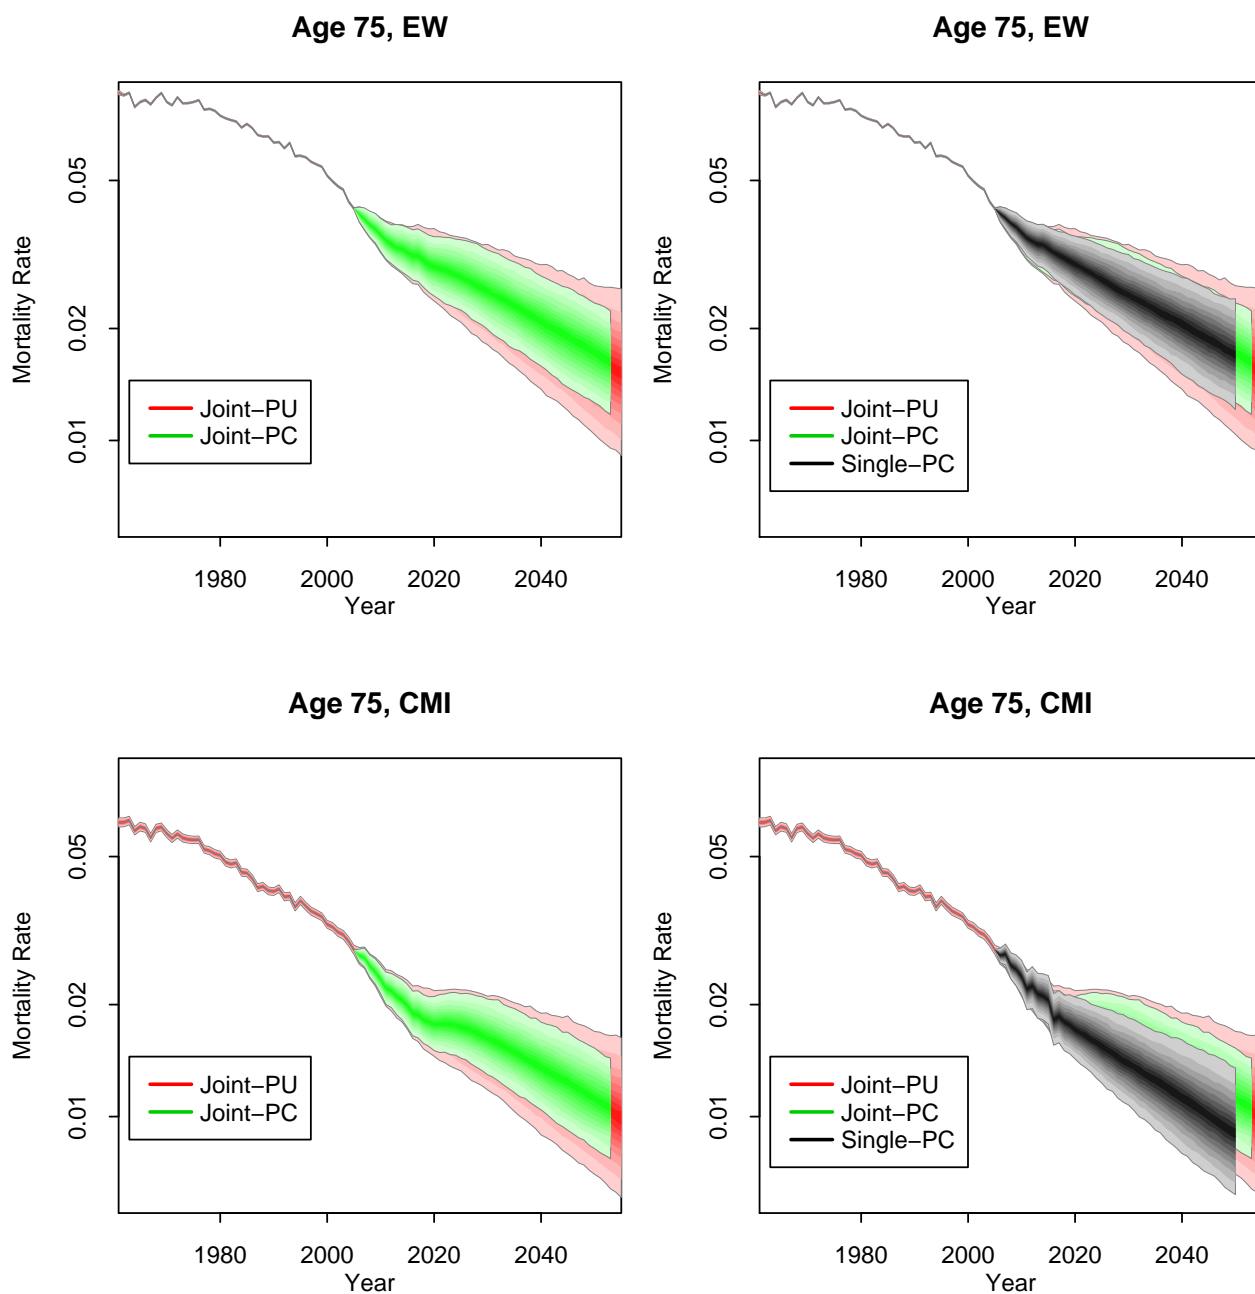 Age 75, EW
Mortality Rate
0.05
0.02
0.01
Joint−PU
Joint−PC
1980 2000 2020 2040
Year
Age 75, EW
Mortality Rate
0.05
0.02
0.01
Joint−PU
Joint−PC
Single−PC
1980 2000 2020 2040
Year
Age 75, CMI
Mortality Rate
0.05
0.02
0.01
Joint−PU
Joint−PC
1980 2000 2020 2040
Year
Age 75, CMI
Mortality Rate
0.05
0.02
0.01
Joint−PU
Joint−PC
Single−PC
1980 2000 2020 2040
Year